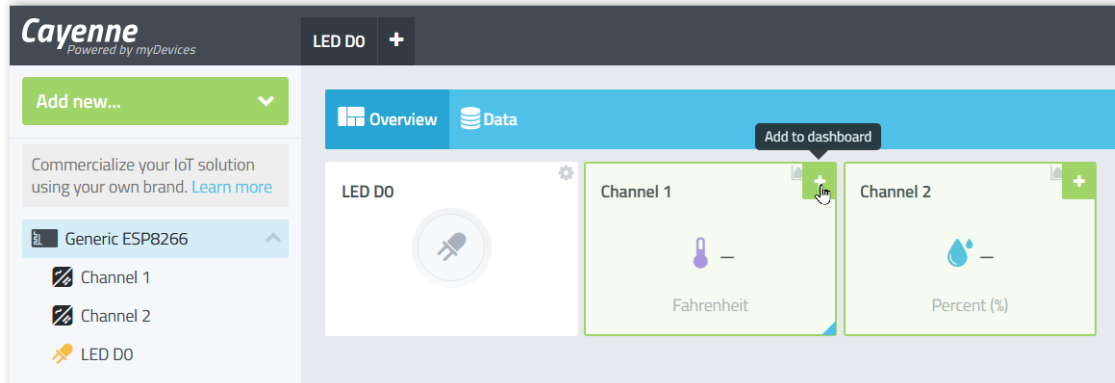 Cayenne
Powered by myDevices
LED D0
Add new...
Overview
Data
Add to dashboard
Commercialize your IoT solution
using your own brand. Learn more
LED D0
Channel 1
Channel 2
Generic ESP8266
Channel 1
Channel 2
LED D0
–
Fahrenheit
–
Percent (%)